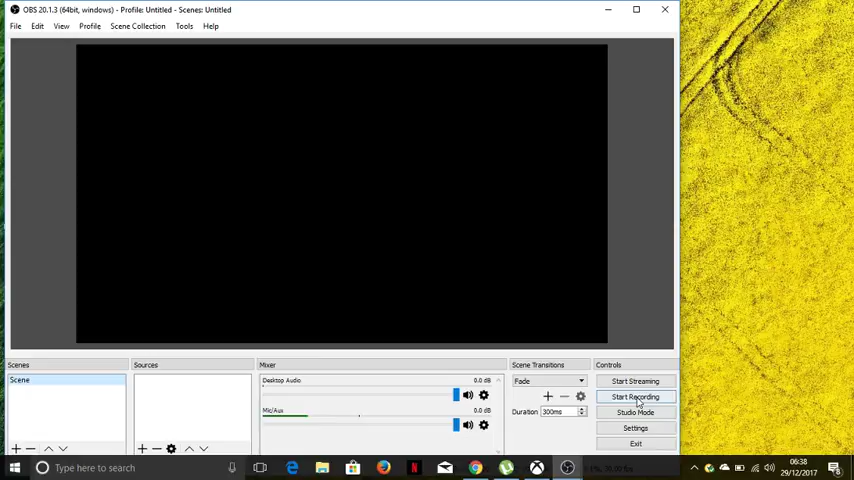 OBS 20.1.3 (64bit, windows) - Profile: Untitled - Scenes: Untitled
File Edit View Profile Scene Collection Tools Help
Scenes Sources Mixer Scene Transitions Controls
Scene
Desktop Audio 0.0 dB
Fade
Start Streaming
Start Recording
Mic/Aux 0.0 dB
Duration 300ms
Studio Mode
Settings
Exit
Type here to search
06:38
29/12/2017